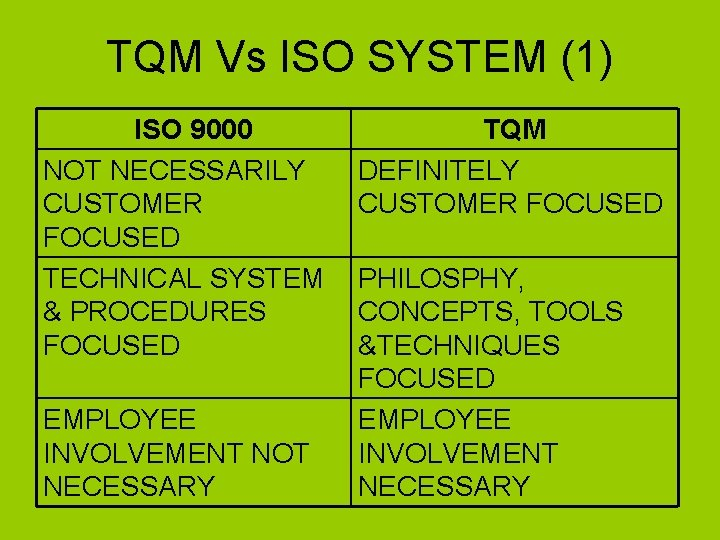 TQM Vs ISO SYSTEM (1)
ISO 9000
TQM
NOT NECESSARILY
CUSTOMER
FOCUSED
DEFINITELY
CUSTOMER FOCUSED
TECHNICAL SYSTEM
& PROCEDURES
FOCUSED
PHILOSPHY,
CONCEPTS, TOOLS
&TECHNIQUES
FOCUSED
EMPLOYEE
INVOLVEMENT NOT
NECESSARY
EMPLOYEE
INVOLVEMENT
NECESSARY